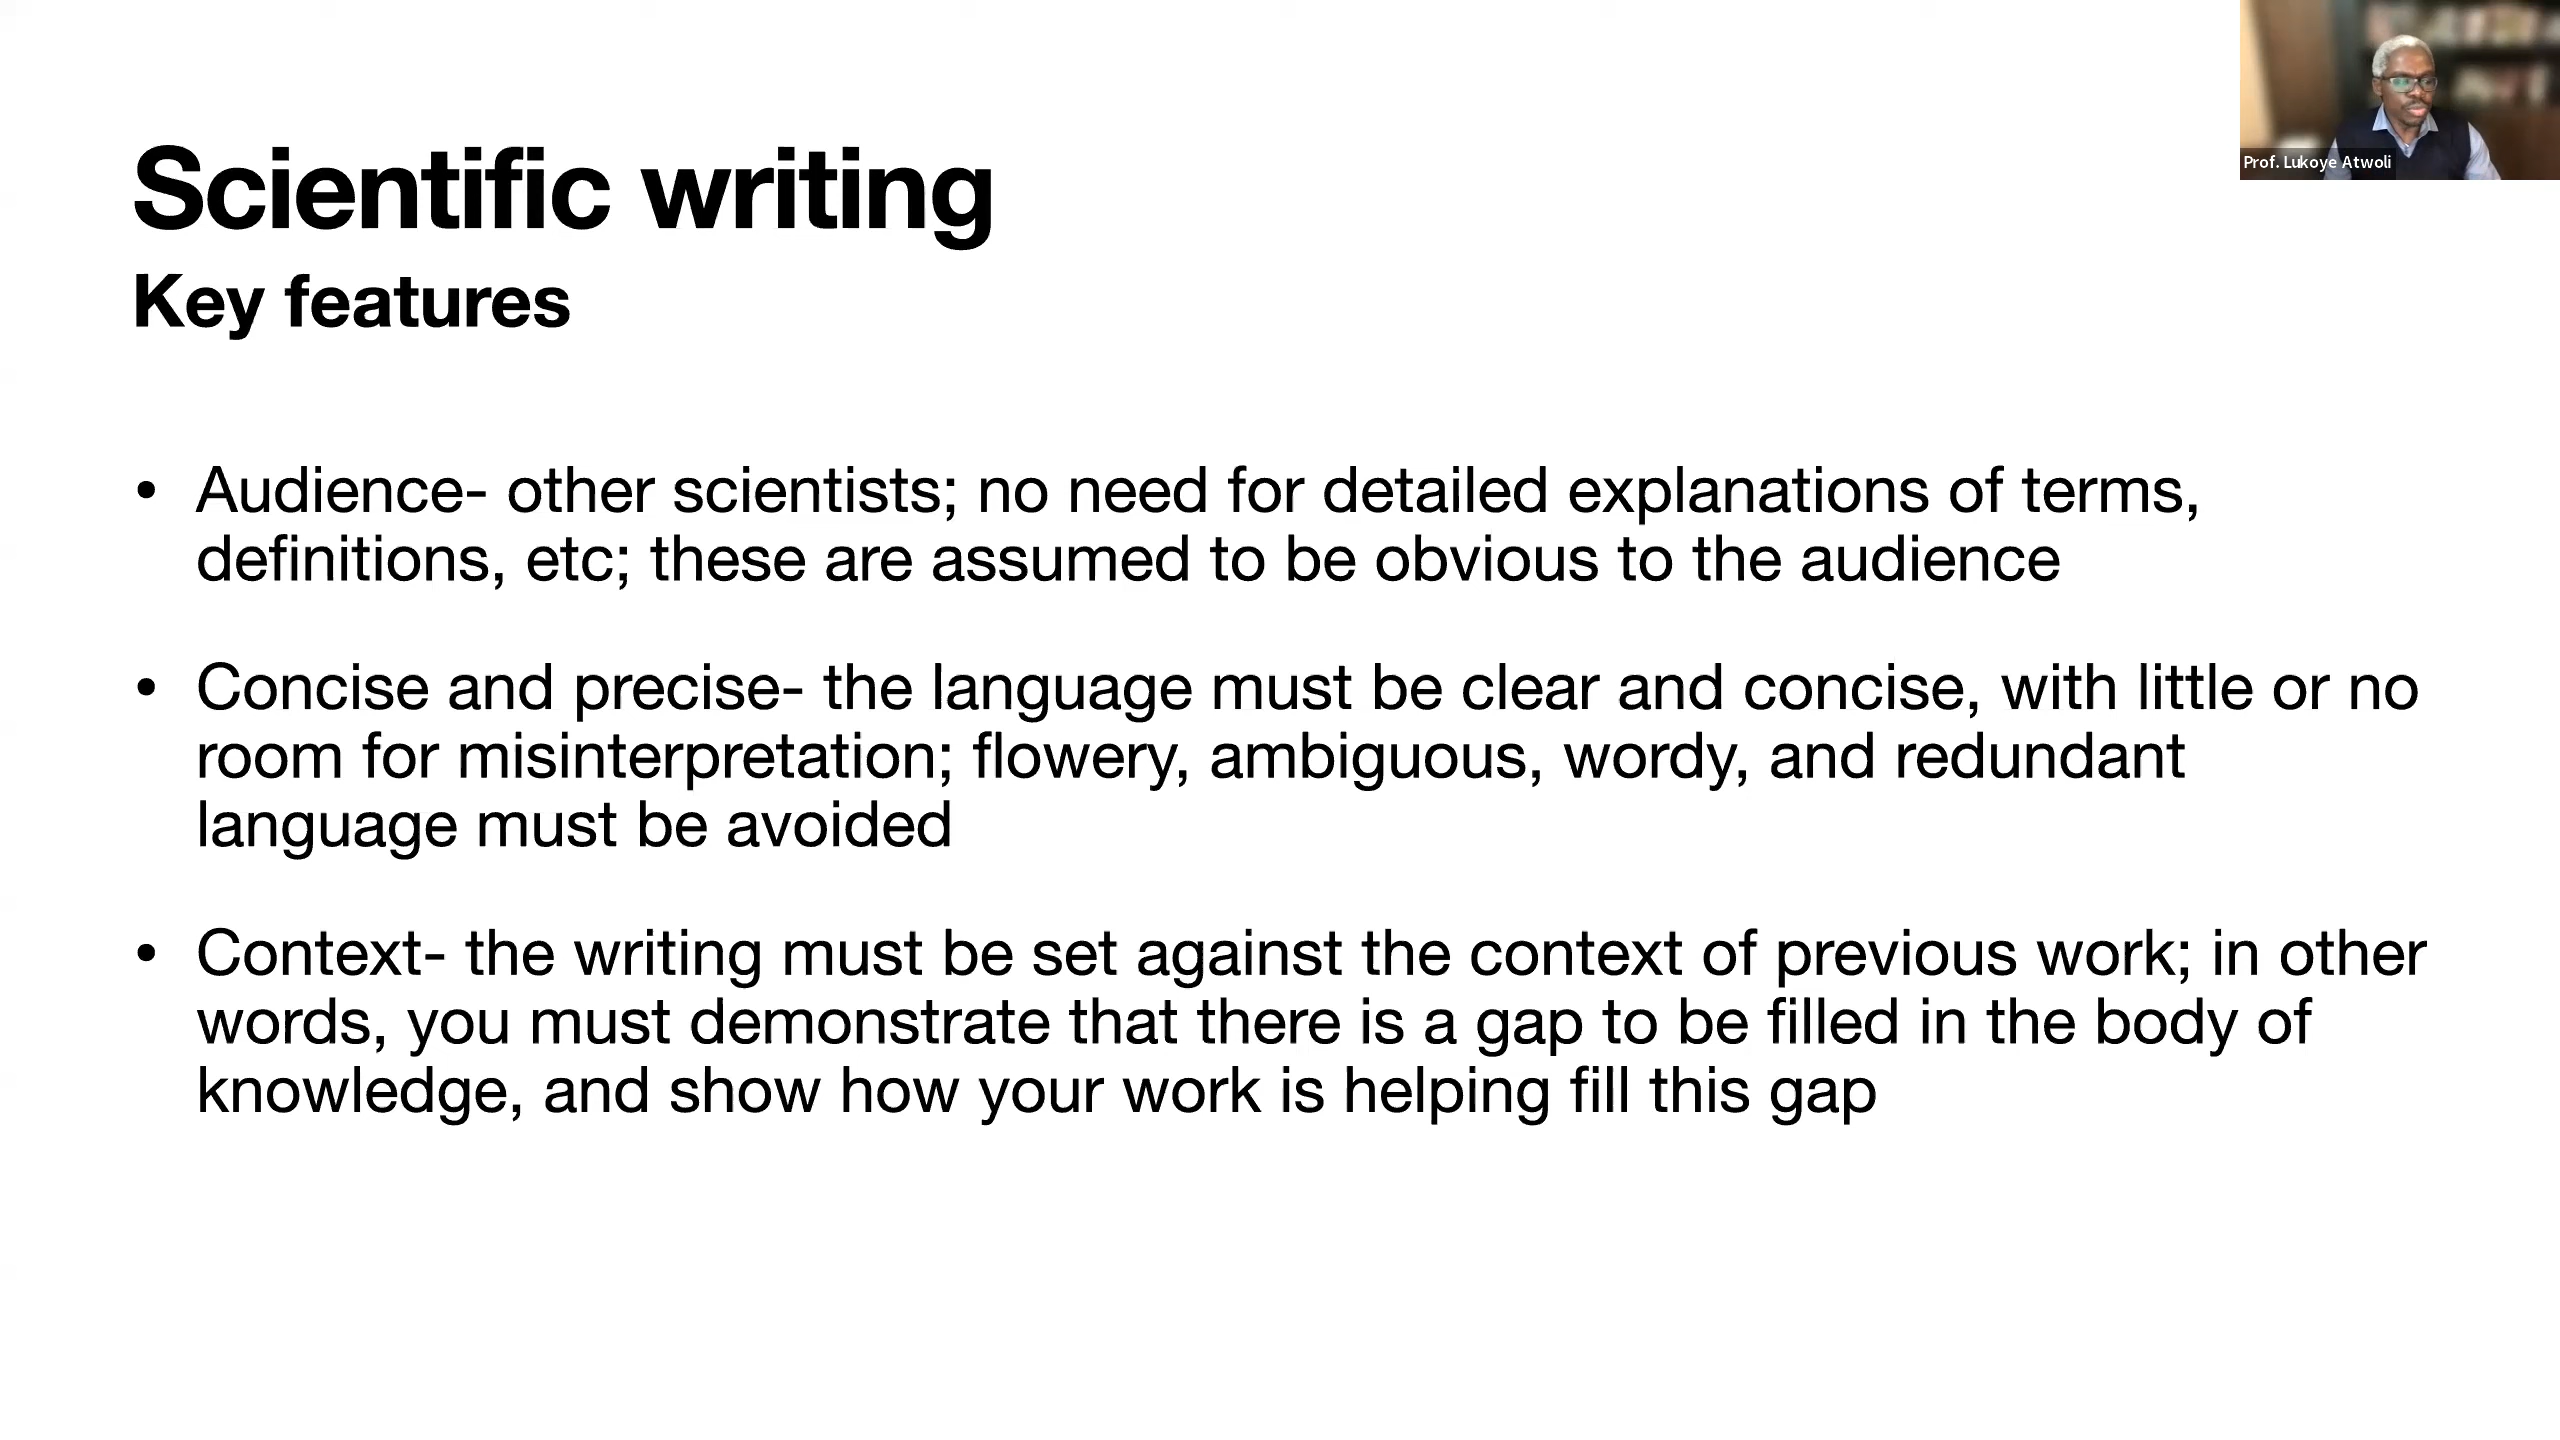 Scientific writing
Key features
• Audience- other scientists; no need for detailed explanations of terms,
definitions, etc; these are assumed to be obvious to the audience
• Concise and precise- the language must be clear and concise, with little or no
room for misinterpretation; flowery, ambiguous, wordy, and redundant
language must be avoided
• Context- the writing must be set against the context of previous work; in other
words, you must demonstrate that there is a gap to be filled in the body of
knowledge, and show how your work is helping fill this gap
Prof. Lukoye Atwoli